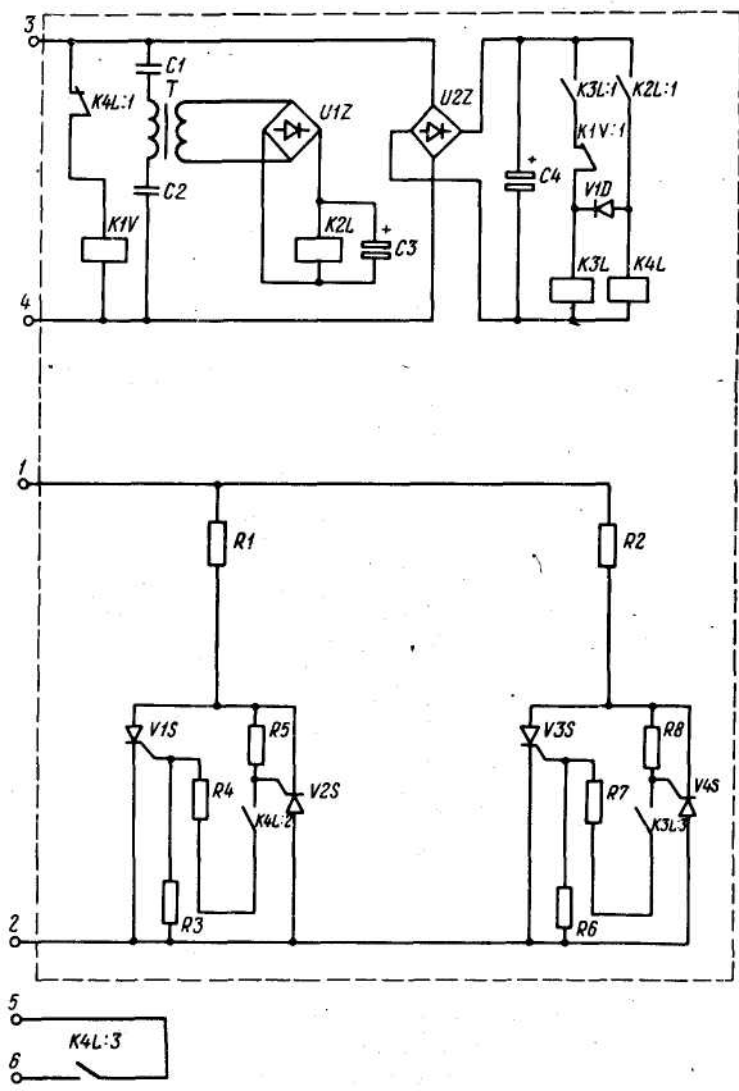 3
C1
T
K4L:1
U1Z
U2Z
K3L:1
K2L:1
K1V:1
C2
C4
+
V1D
K1V
K2L
+
C3
K3L
K4L
4
1
R1
R2
V1S
R5
R4
K4L:2
V2S
R3
V3S
R8
R7
K3L:3
V4S
R6
2
5
K4L:3
6